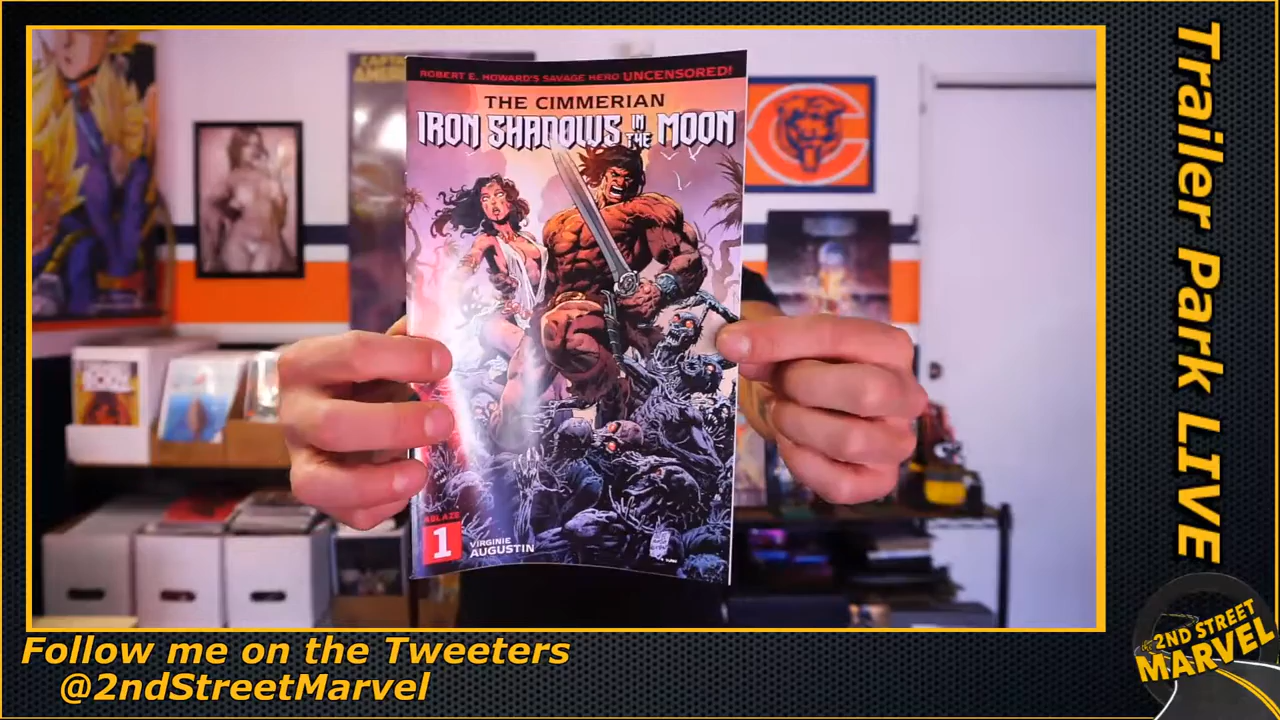 ROBERT E. HOWARD'S SAVAGE HERO UNCENSORED!
THE CIMMERIAN
IRON SHADOWS IN THE MOON
ABLAZE
1
VIRGINIE
AUGUSTIN
Trailer Park LIVE
Follow me on the Tweeters
@2ndStreetMarvel
the 2ND STREET
MARVEL